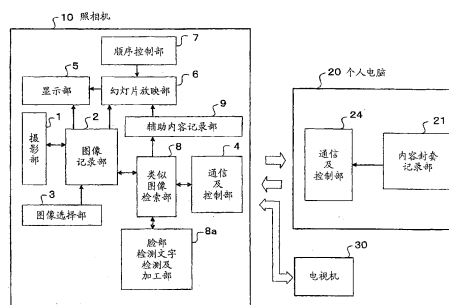 10 照相机
7
顺序控制部
5
6
显示部
幻灯片放映部
20 个人电脑
1
2
9
摄影部
辅助内容记录部
24
21
8
4
图像
记录部
类似
图像
检索部
通信
及
控制部
通信
及
控制部
内容封套
记录部
3
图像选择部
8a
脸部
检测文字
检测及
加工部
30
电视机